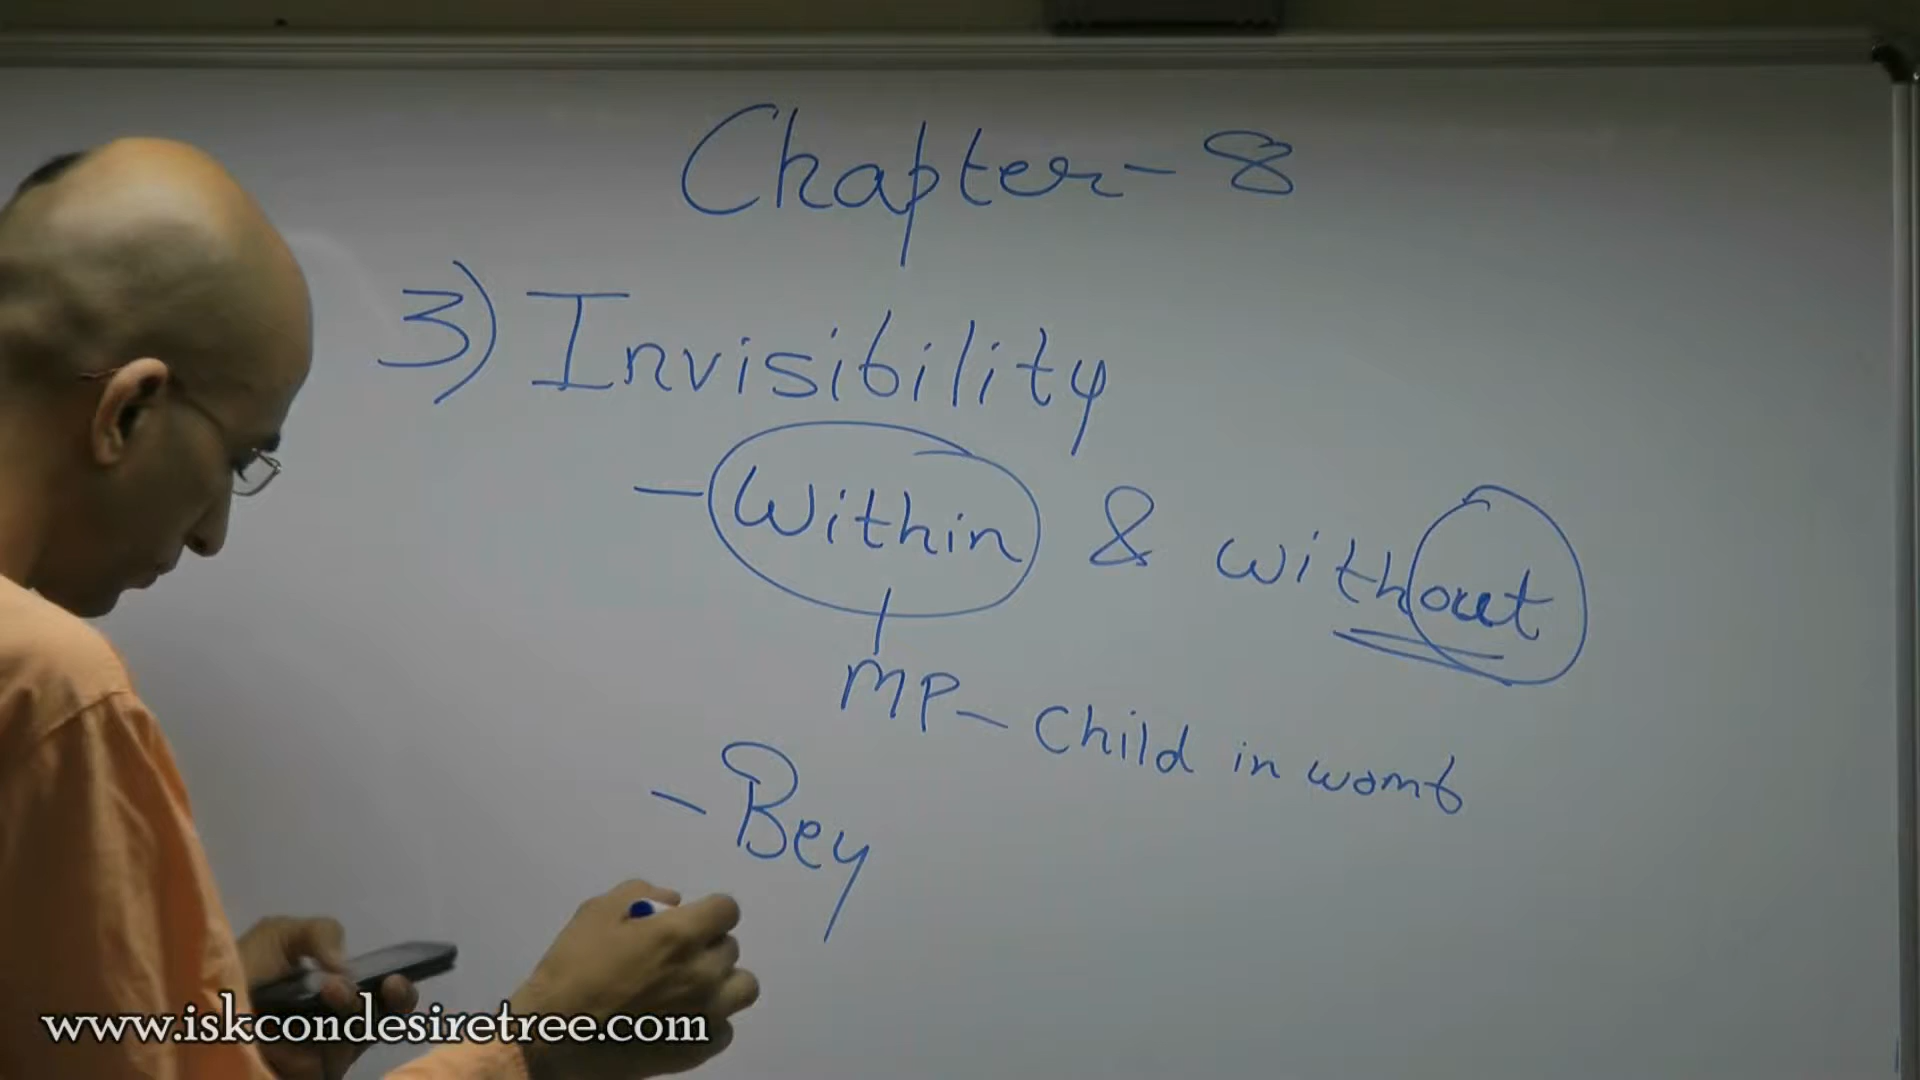 Chapter - 8
3) Invisibility
- Within & without
MP - Child in womb
- Bey
www.iskcondesiretree.com